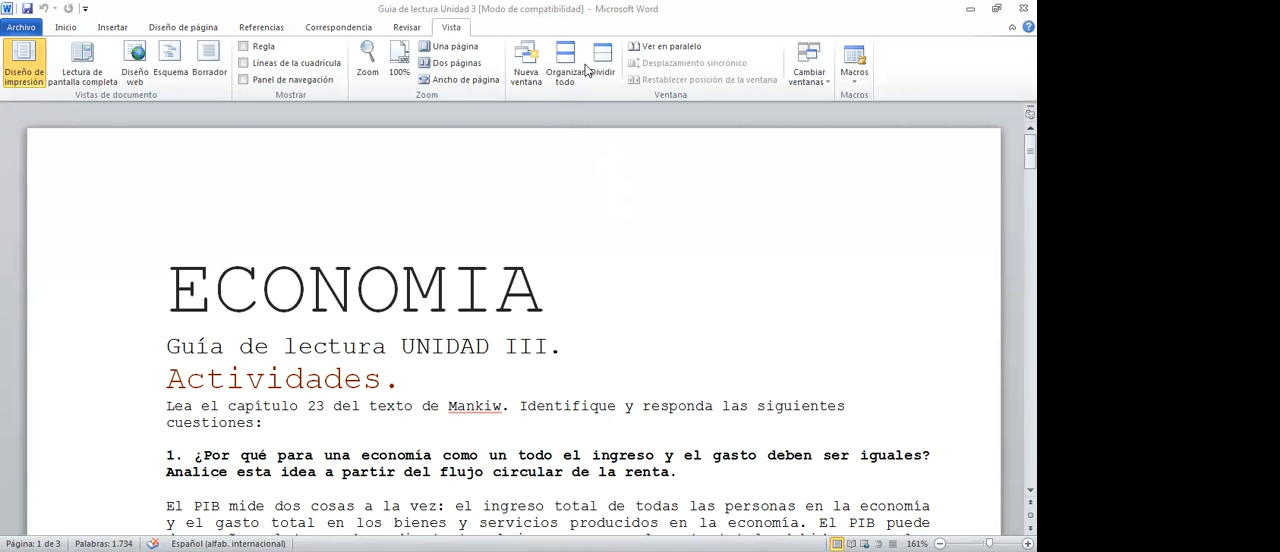 Guia de lectura Unidad 3 [Modo de compatibilidad] - Microsoft Word
Archivo Inicio Insertar Diseño de página Referencias Correspondencia Revisar Vista
Diseño de impresión
Lectura de pantalla completa
Diseño web
Esquema
Borrador
Vistas de documento
Regla
Líneas de la cuadrícula
Panel de navegación
Mostrar
Zoom
100%
Una página
Dos páginas
Ancho de página
Zoom
Nueva ventana
Organizar todo
Dividir
Ver en paralelo
Desplazamiento sincrónico
Restablecer posición de la ventana
Ventana
Cambiar ventanas
Macros
Macros
ECONOMIA
Guía de lectura UNIDAD III.
Actividades.
Lea el capítulo 23 del texto de Mankiw. Identifique y responda las siguientes
cuestiones:
1. ¿Por qué para una economía como un todo el ingreso y el gasto deben ser iguales?
Analice esta idea a partir del flujo circular de la renta.
El PIB mide dos cosas a la vez: el ingreso total de todas las personas en la economía
y el gasto total en los bienes y servicios producidos en la economía. El PIB puede
Página: 1 de 3 Palabras: 1.734 Español (alfab. internacional) 161%